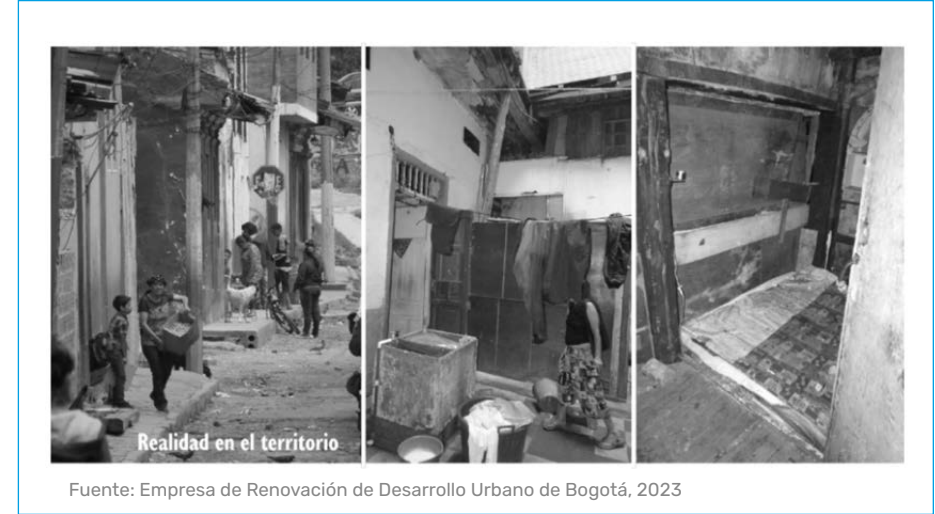 Realidad en el territorio
Fuente: Empresa de Renovación de Desarrollo Urbano de Bogotá, 2023